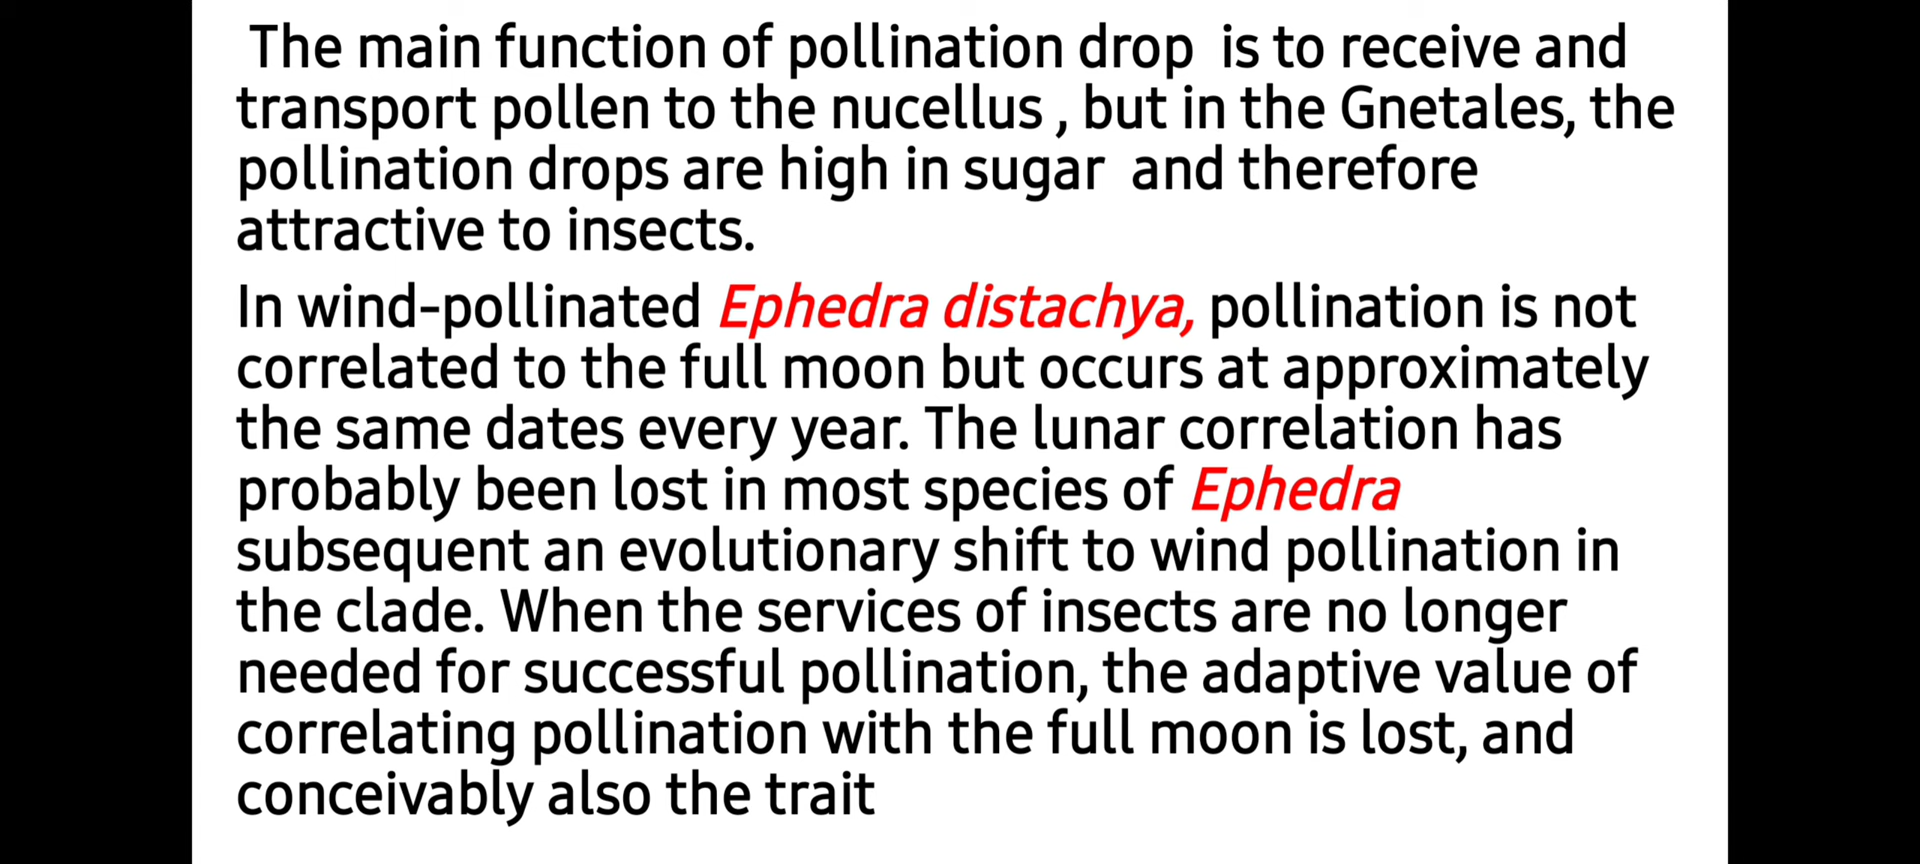 The main function of pollination drop is to receive and
transport pollen to the nucellus , but in the Gnetales, the
pollination drops are high in sugar and therefore
attractive to insects.
In wind-pollinated Ephedra distachya, pollination is not
correlated to the full moon but occurs at approximately
the same dates every year. The lunar correlation has
probably been lost in most species of Ephedra
subsequent an evolutionary shift to wind pollination in
the clade. When the services of insects are no longer
needed for successful pollination, the adaptive value of
correlating pollination with the full moon is lost, and
conceivably also the trait